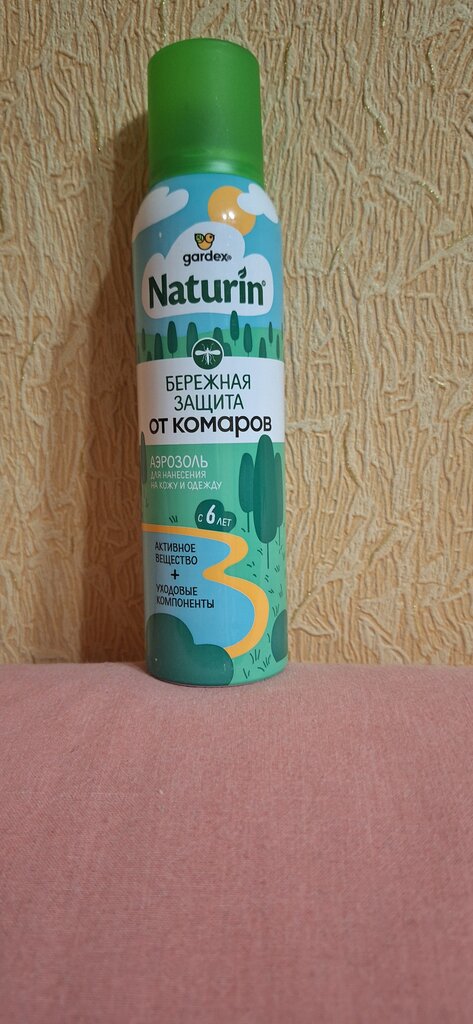 gardex®
Naturin®
БЕРЕЖНАЯ
ЗАЩИТА
ОТ КОМАРОВ
АЭРОЗОЛЬ
ДЛЯ НАНЕСЕНИЯ
НА КОЖУ И ОДЕЖДУ
С 6 ЛЕТ
АКТИВНОЕ
ВЕЩЕСТВО
+
УХОДОВЫЕ
КОМПОНЕНТЫ